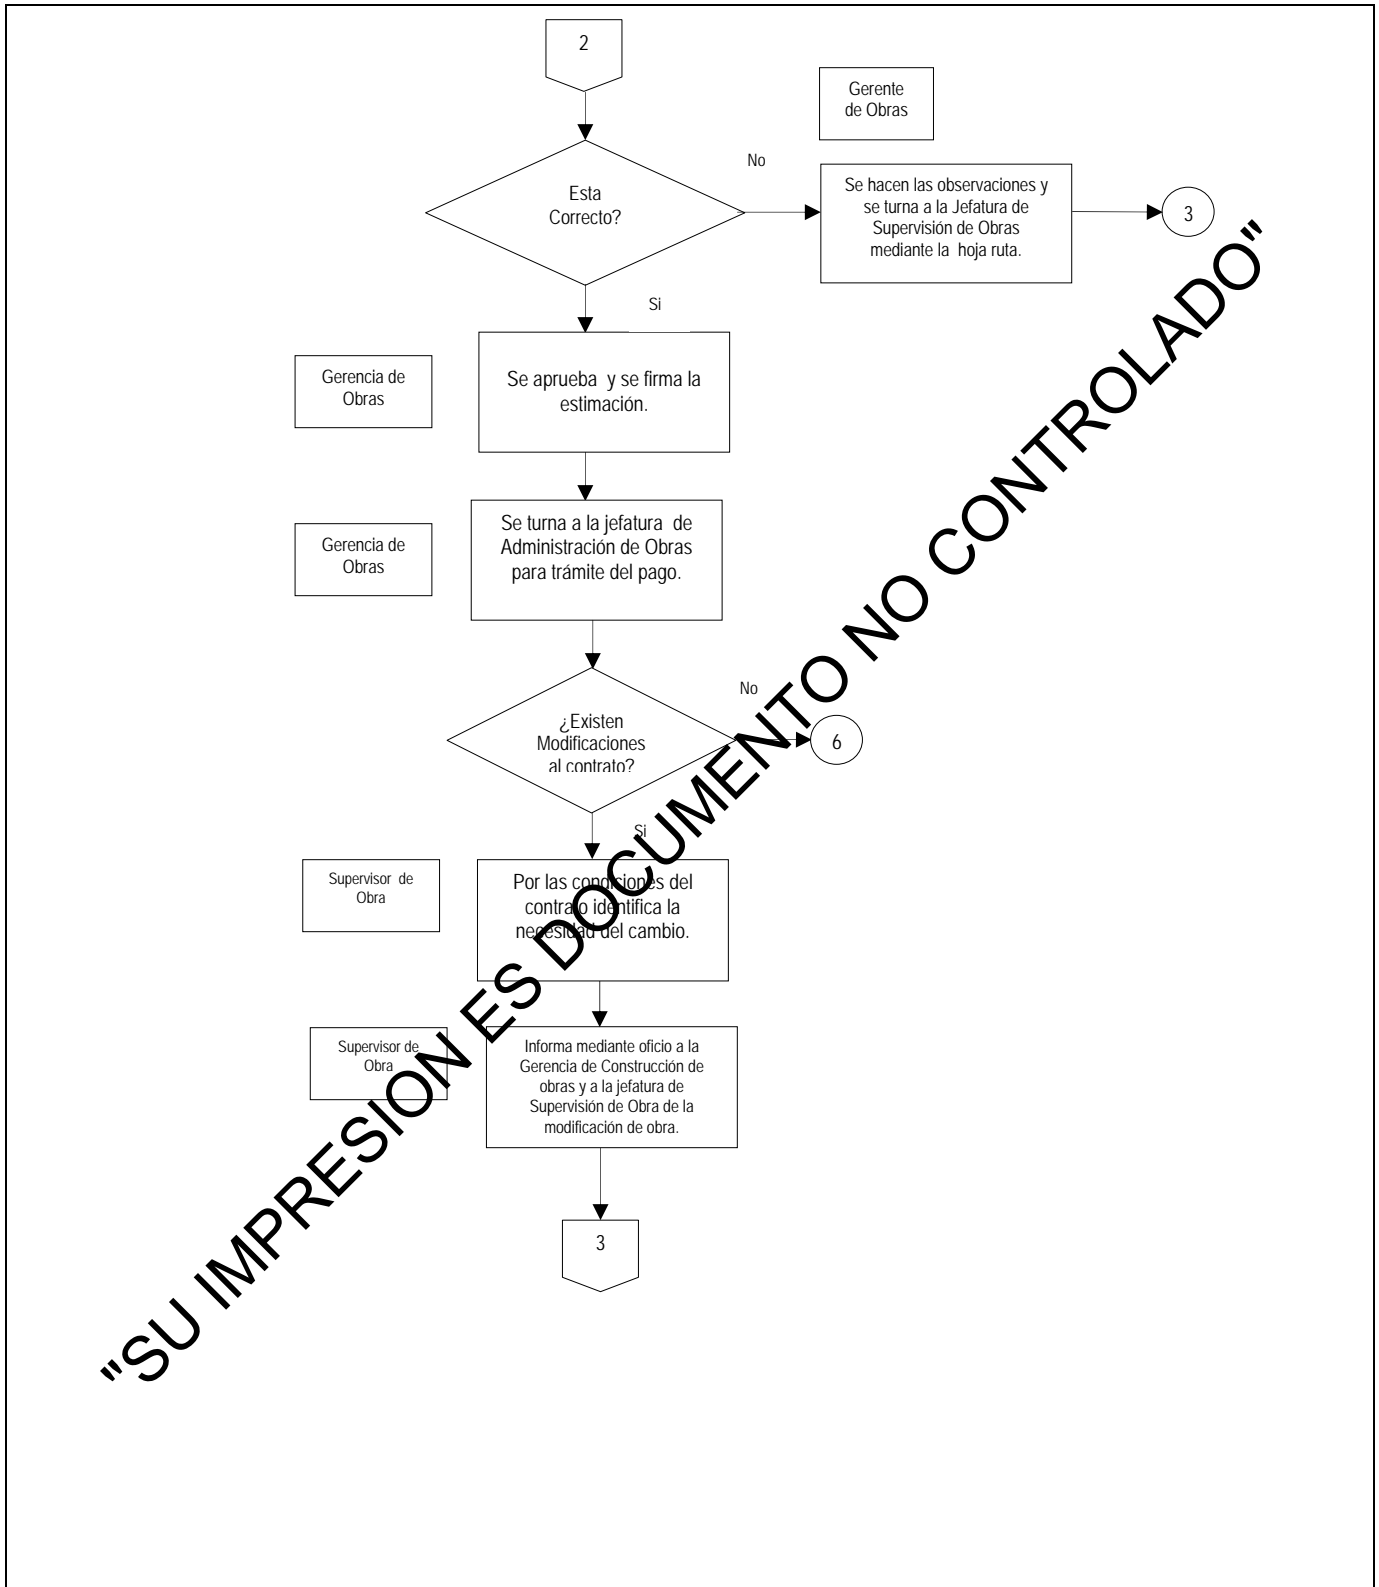 2
Gerente
de Obras
No
Esta
Correcto?
Se hacen las observaciones y
se turna a la Jefatura de
Supervisión de Obras
mediante la hoja ruta.
3
Si
Gerencia de
Obras
Se aprueba y se firma la
estimación.
Gerencia de
Obras
Se turna a la jefatura de
Administración de Obras
para trámite del pago.
No
¿Existen
Modificaciones
al contrato?
6
Si
Supervisor de
Obra
Por las condiciones del
contrato identifica la
necesidad del cambio.
Supervisor de
Obra
Informa mediante oficio a la
Gerencia de Construcción de
obras y a la jefatura de
Supervisión de Obra de la
modificación de obra.
3
"SU IMPRESION ES DOCUMENTO NO CONTROLADO"